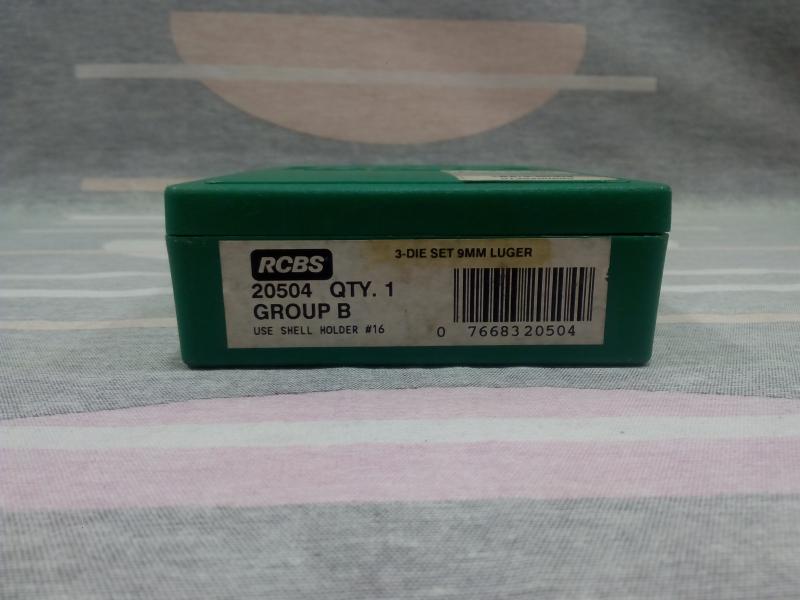 3-DIE SET 9MM LUGER
RCBS
20504 QTY. 1
GROUP B
USE SHELL HOLDER #16
0 7668320504